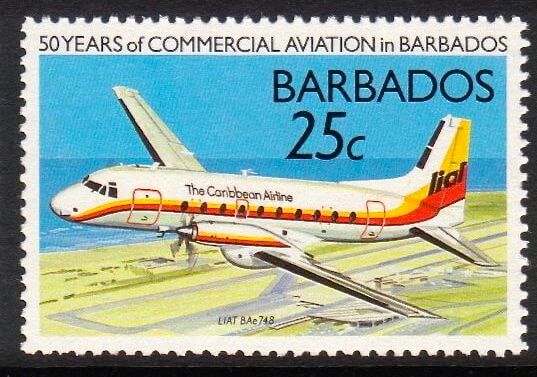 50 YEARS of COMMERCIAL AVIATION in BARBADOS
BARBADOS
25c
liat
The Caribbean Airline
LIAT BAe748